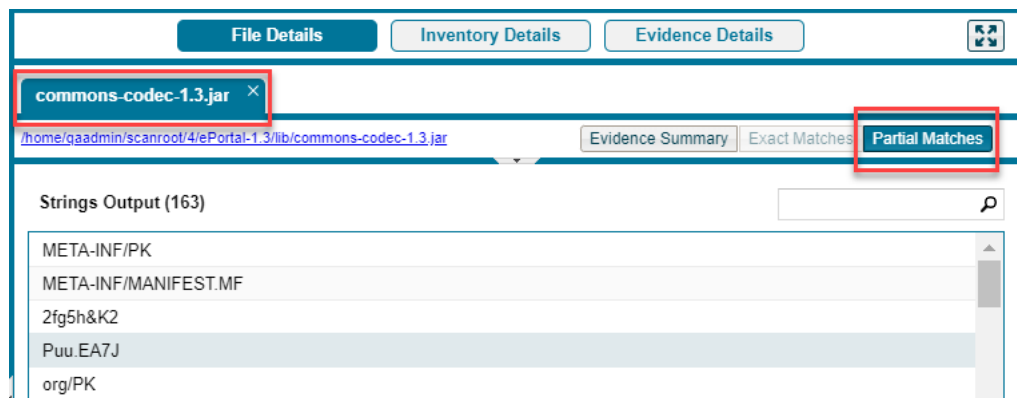 File Details Inventory Details Evidence Details
commons-codec-1.3.jar ×
/home/qaadmin/scanroot/4/ePortal-1.3/lib/commons-codec-1.3.jar Evidence Summary Exact Matches Partial Matches
Strings Output (163)
META-INF/PK
META-INF/MANIFEST.MF
2fg5h&K2
Puu.EA7J
org/PK